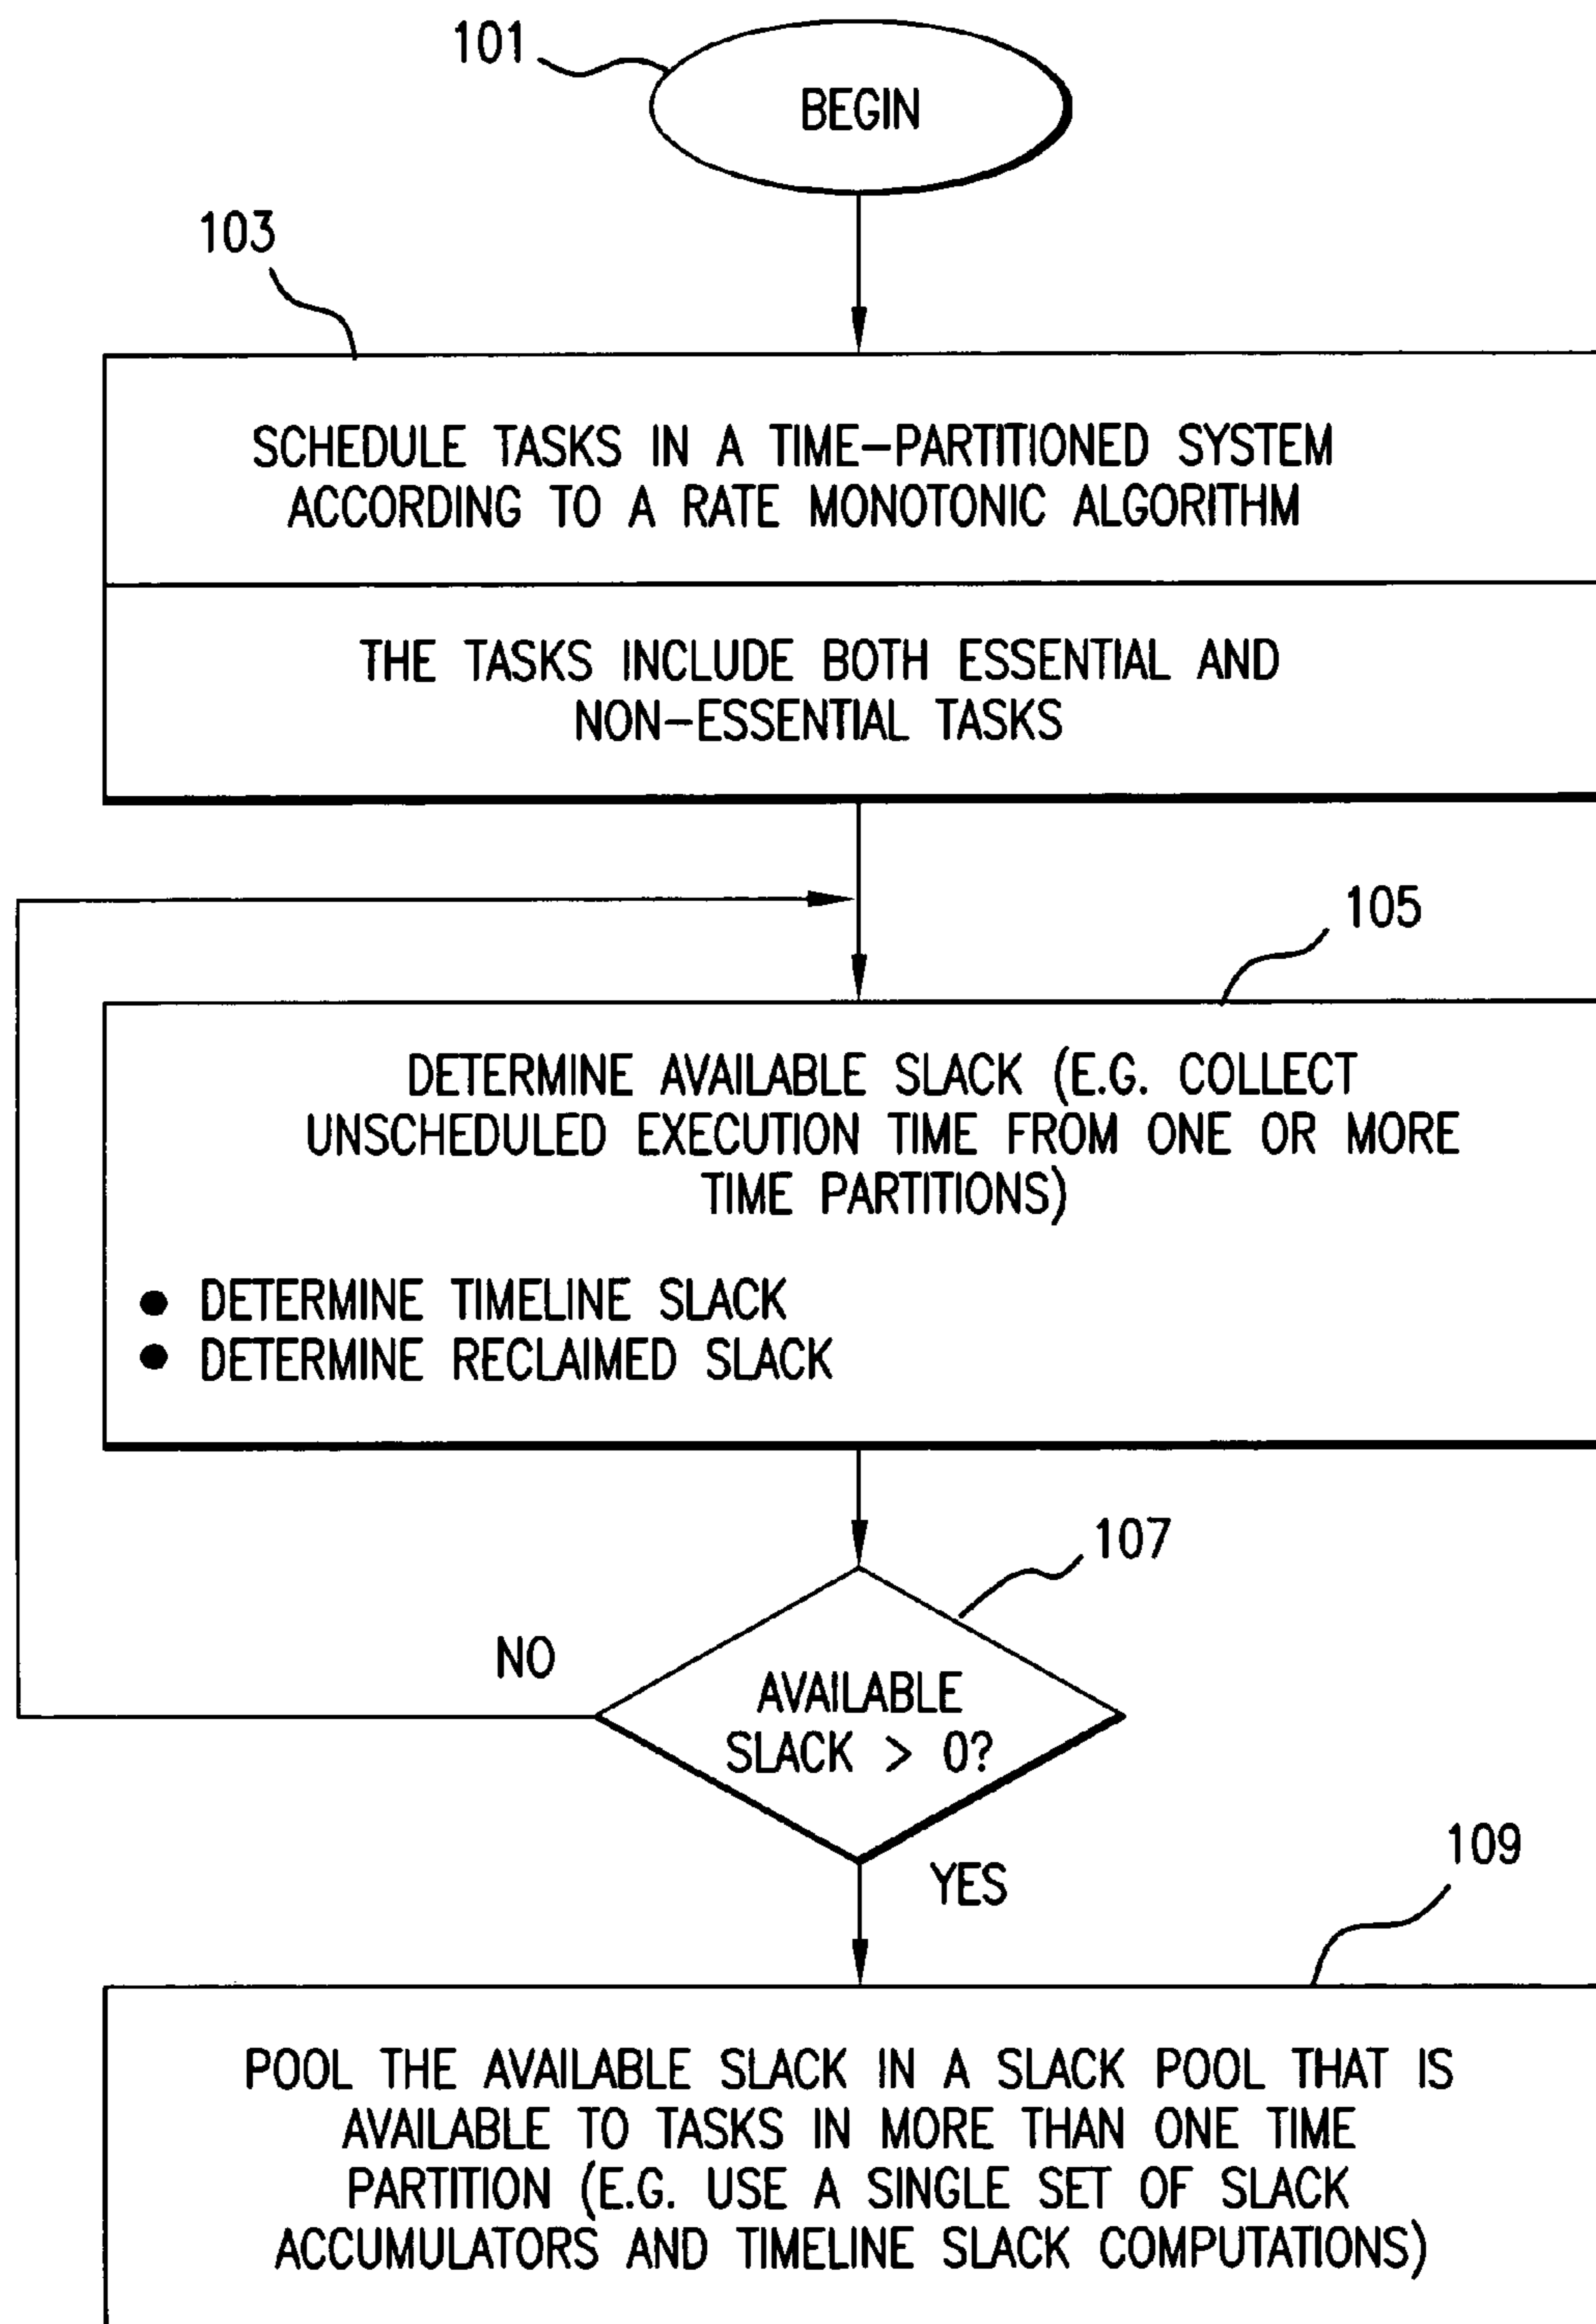 101
BEGIN
103
SCHEDULE TASKS IN A TIME-PARTITIONED SYSTEM
ACCORDING TO A RATE MONOTONIC ALGORITHM
THE TASKS INCLUDE BOTH ESSENTIAL AND
NON-ESSENTIAL TASKS
105
DETERMINE AVAILABLE SLACK (E.G. COLLECT
UNSCHEDULED EXECUTION TIME FROM ONE OR MORE
TIME PARTITIONS)
● DETERMINE TIMELINE SLACK
● DETERMINE RECLAIMED SLACK
107
NO
AVAILABLE
SLACK > 0?
YES
109
POOL THE AVAILABLE SLACK IN A SLACK POOL THAT IS
AVAILABLE TO TASKS IN MORE THAN ONE TIME
PARTITION (E.G. USE A SINGLE SET OF SLACK
ACCUMULATORS AND TIMELINE SLACK COMPUTATIONS)